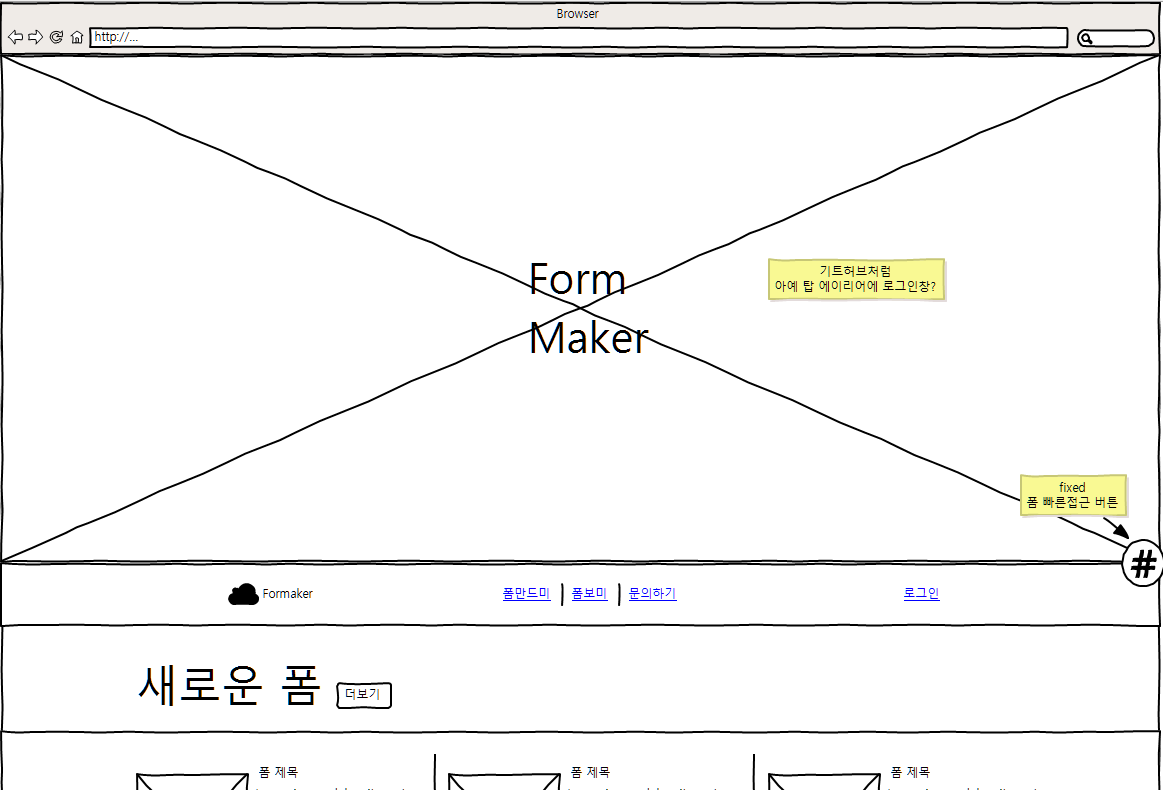 Browser
http://...
Form
Maker
기트허브처럼
아예 탑 에이리어에 로그인창?
fixed
폼 빠른접근 버튼
#
Formaker
폼만드미
폼보미
문의하기
로그인
새로운 폼
더보기
폼 제목
폼 제목
폼 제목